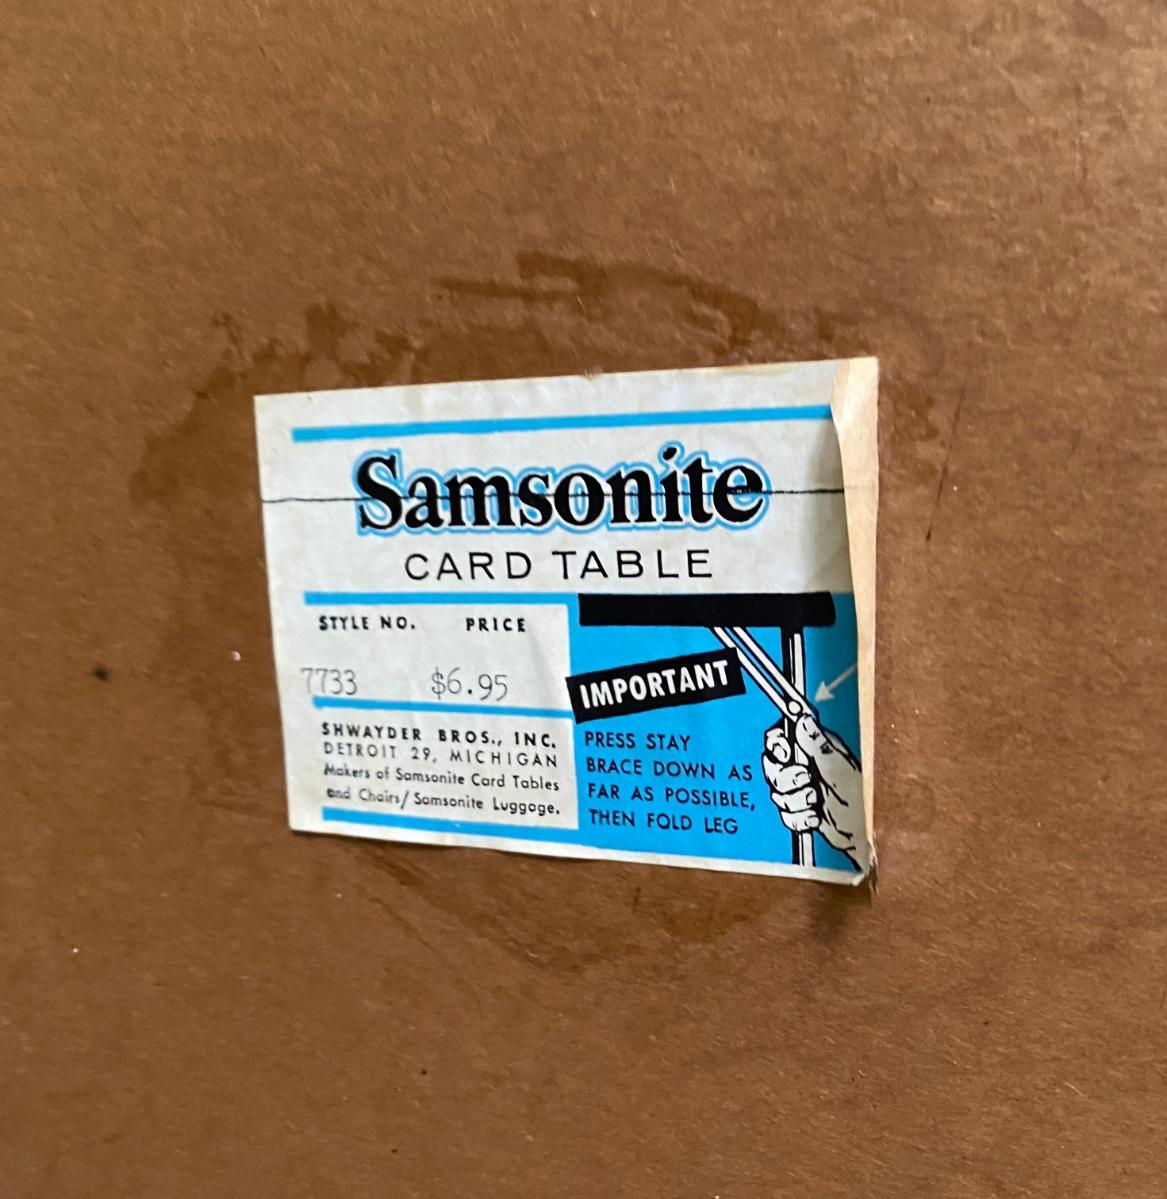 Samsonite
CARD TABLE
STYLE NO. PRICE
7733 $6.95
SHWAYDER BROS., INC.
DETROIT 29, MICHIGAN
Makers of Samsonite Card Tables
and Chairs/Samsonite Luggage.
IMPORTANT
PRESS STAY
BRACE DOWN AS
FAR AS POSSIBLE,
THEN FOLD LEG